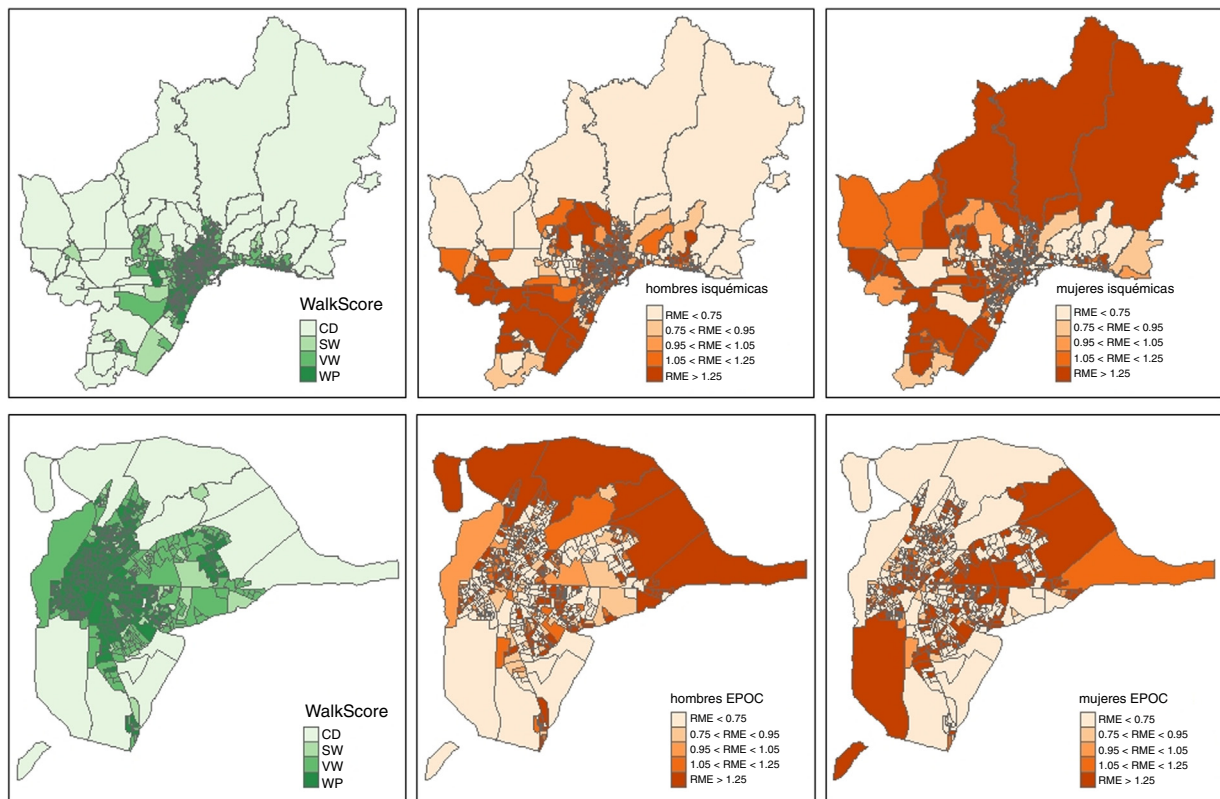 WalkScore
CD
SW
VW
WP
hombres isquémicas
RME < 0.75
0.75 < RME < 0.95
0.95 < RME < 1.05
1.05 < RME < 1.25
RME > 1.25
mujeres isquémicas
RME < 0.75
0.75 < RME < 0.95
0.95 < RME < 1.05
1.05 < RME < 1.25
RME > 1.25
WalkScore
CD
SW
VW
WP
hombres EPOC
RME < 0.75
0.75 < RME < 0.95
0.95 < RME < 1.05
1.05 < RME < 1.25
RME > 1.25
mujeres EPOC
RME < 0.75
0.75 < RME < 0.95
0.95 < RME < 1.05
1.05 < RME < 1.25
RME > 1.25